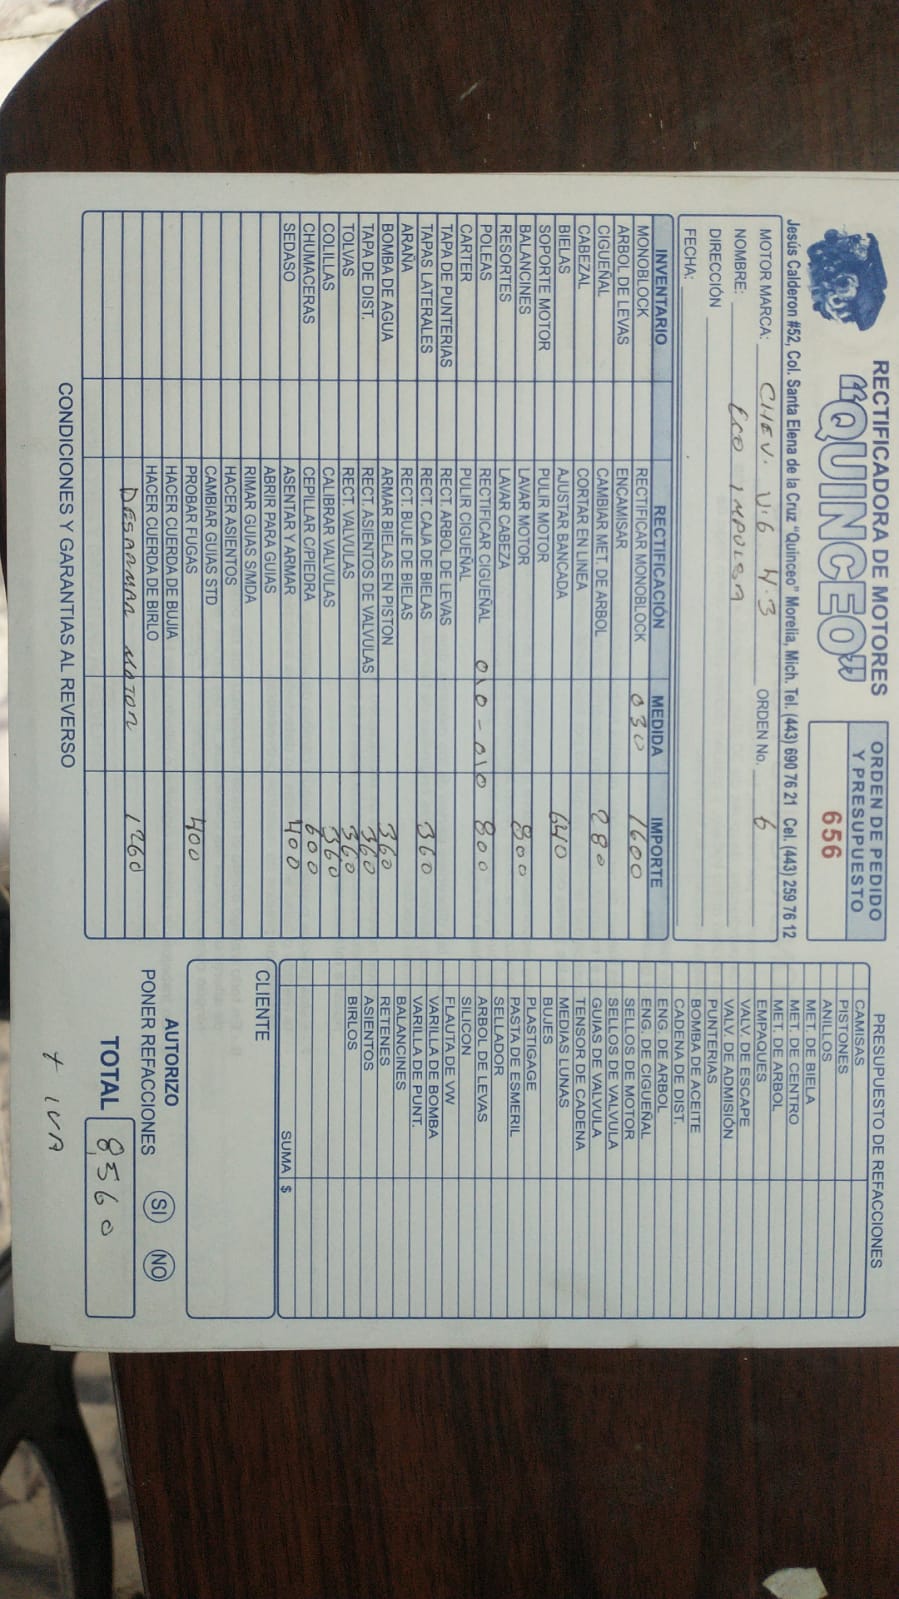 RECTIFICADORA DE MOTORES
"QUINCEO"
ORDEN DE PEDIDO
Y PRESUPUESTO
656
Jesús Calderon #52, Col. Santa Elena de la Cruz "Quinceo" Morelia, Mich. Tel. (443) 690 76 21 Cel. (443) 259 76 12
MOTOR MARCA: CHEV. V-6 4.3 ORDEN No. 6
NOMBRE: ECO IMPULSA
DIRECCIÓN
FECHA:
INVENTARIO RECTIFICACIÓN MEDIDA IMPORTE
MONOBLOCK RECTIFICAR MONOBLOCK 030 1600
ARBOL DE LEVAS ENCAMISAR
CIGUEÑAL CAMBIAR MET. DE ARBOL 280
CABEZAL CORTAR EN LINEA
BIELAS AJUSTAR BANCADA 640
SOPORTE MOTOR PULIR MOTOR
BALANCINES LAVAR MOTOR 800
RESORTES LAVAR CABEZA
POLEAS RECTIFICAR CIGUEÑAL 010-010 800
CARTER PULIR CIGUEÑAL
TAPA DE PUNTERIAS RECT. ARBOL DE LEVAS
TAPAS LATERALES RECT. CAJA DE BIELAS 360
ARAÑA RECT. BUJE DE BIELAS
BOMBA DE AGUA ARMAR BIELAS EN PISTON 360
TAPA DE DIST. RECT. ASIENTOS DE VALVULAS 360
TOLVAS RECT. VALVULAS 360
COLILLAS CALIBRAR VALVULAS 360
CHUMACERAS CEPILLAR C/PIEDRA 600
SEDASO ASENTAR Y ARMAR 400
ABRIR PARA GUIAS
RIMAR GUIAS S/MDA
HACER ASIENTOS
CAMBIAR GUIAS STD
PROBAR FUGAS 400
HACER CUERDA DE BUJIA
HACER CUERDA DE BIRLO
DESARMAR MOTOR 1260
CONDICIONES Y GARANTIAS AL REVERSO
PRESUPUESTO DE REFACCIONES
CAMISAS
PISTONES
ANILLOS
MET. DE BIELA
MET. DE CENTRO
MET. DE ARBOL
EMPAQUES
VALV. DE ESCAPE
VALV. DE ADMISIÓN
PUNTERIAS
BOMBA DE ACEITE
CADENA DE DIST.
ENG. DE ARBOL
ENG. DE CIGUEÑAL
SELLOS DE MOTOR
SELLOS DE VALVULA
GUIAS DE VALVULA
TENSOR DE CADENA
MEDIAS LUNAS
BUJES
PLASTIGAGE
PASTA DE ESMERIL
SELLADOR
ARBOL DE LEVAS
SILICON
FLAUTA DE VW
VARILLA DE BOMBA
VARILLA DE PUNT.
BALANCINES
RETENES
ASIENTOS
BIRLOS
SUMA $
CLIENTE
AUTORIZO
PONER REFACCIONES SI NO
TOTAL 8,560
+ IVA